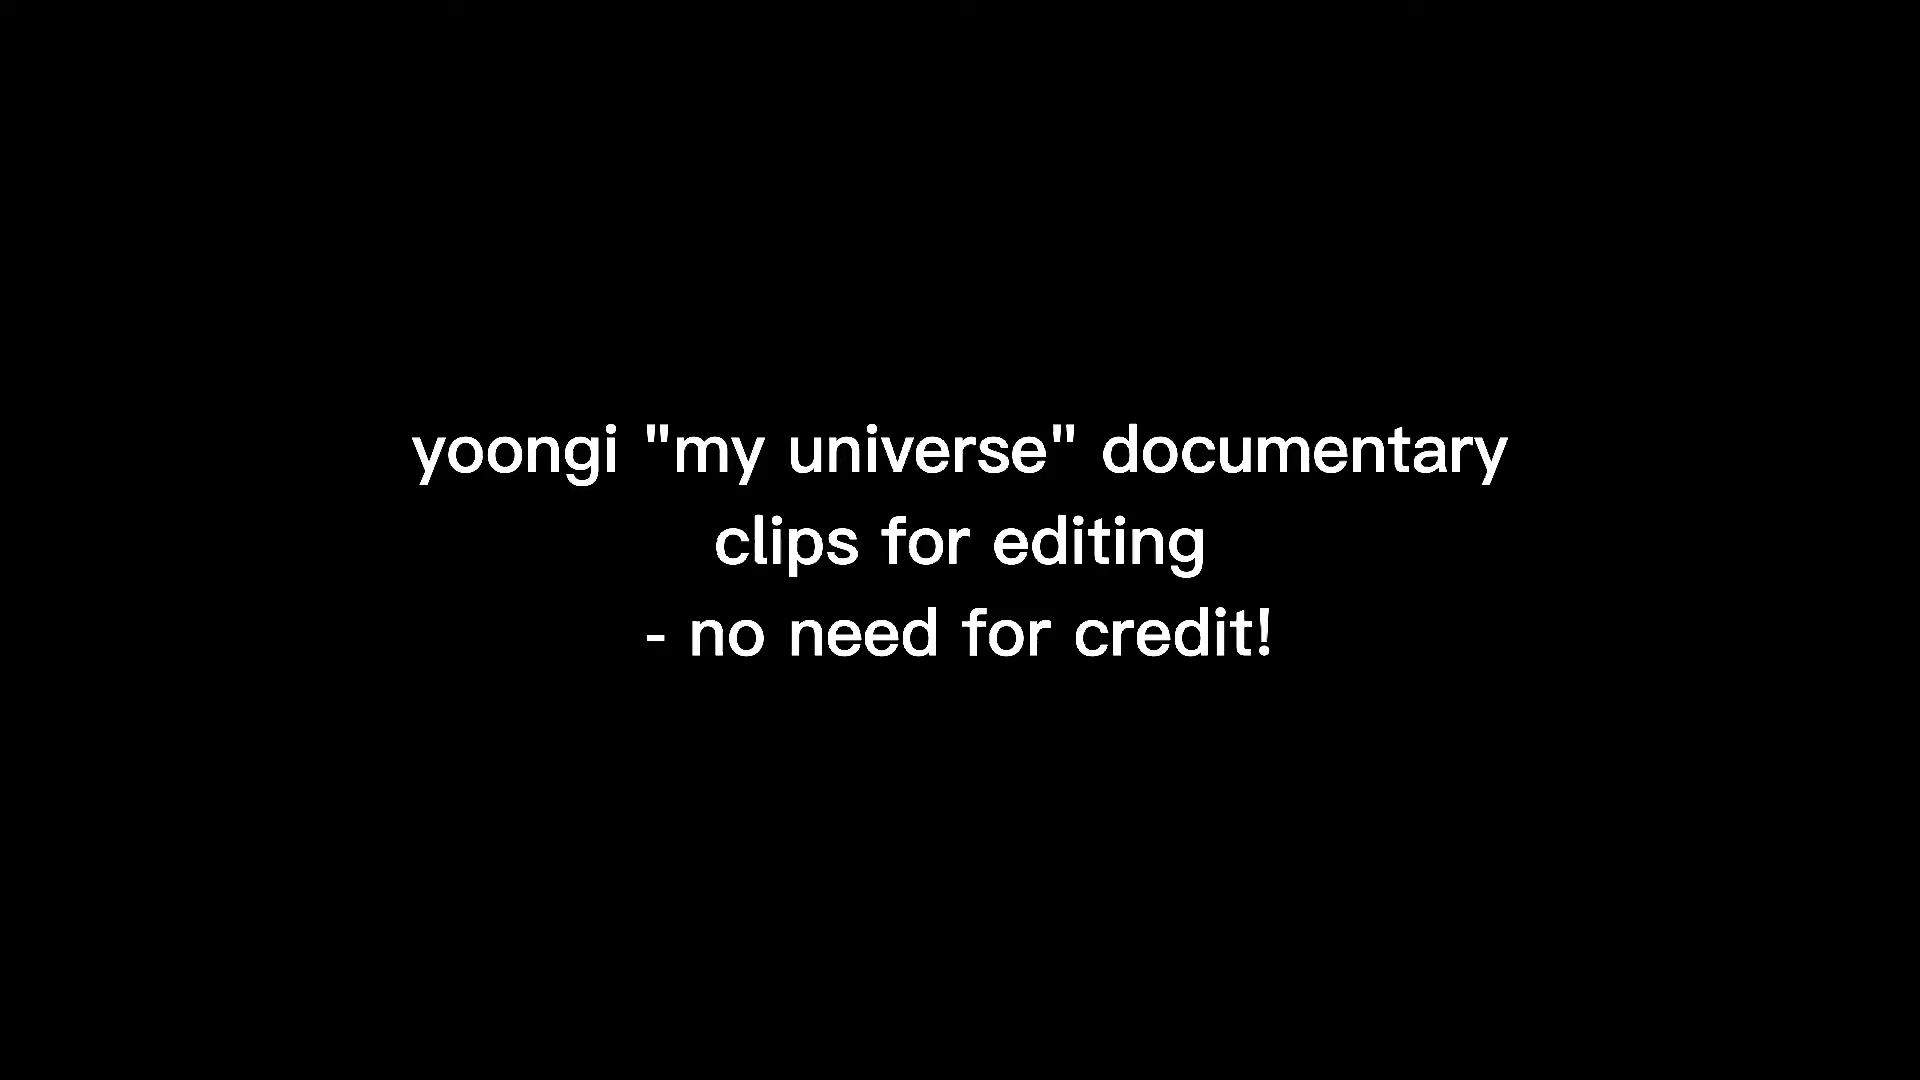 yoongi "my universe" documentary
clips for editing
- no need for credit!